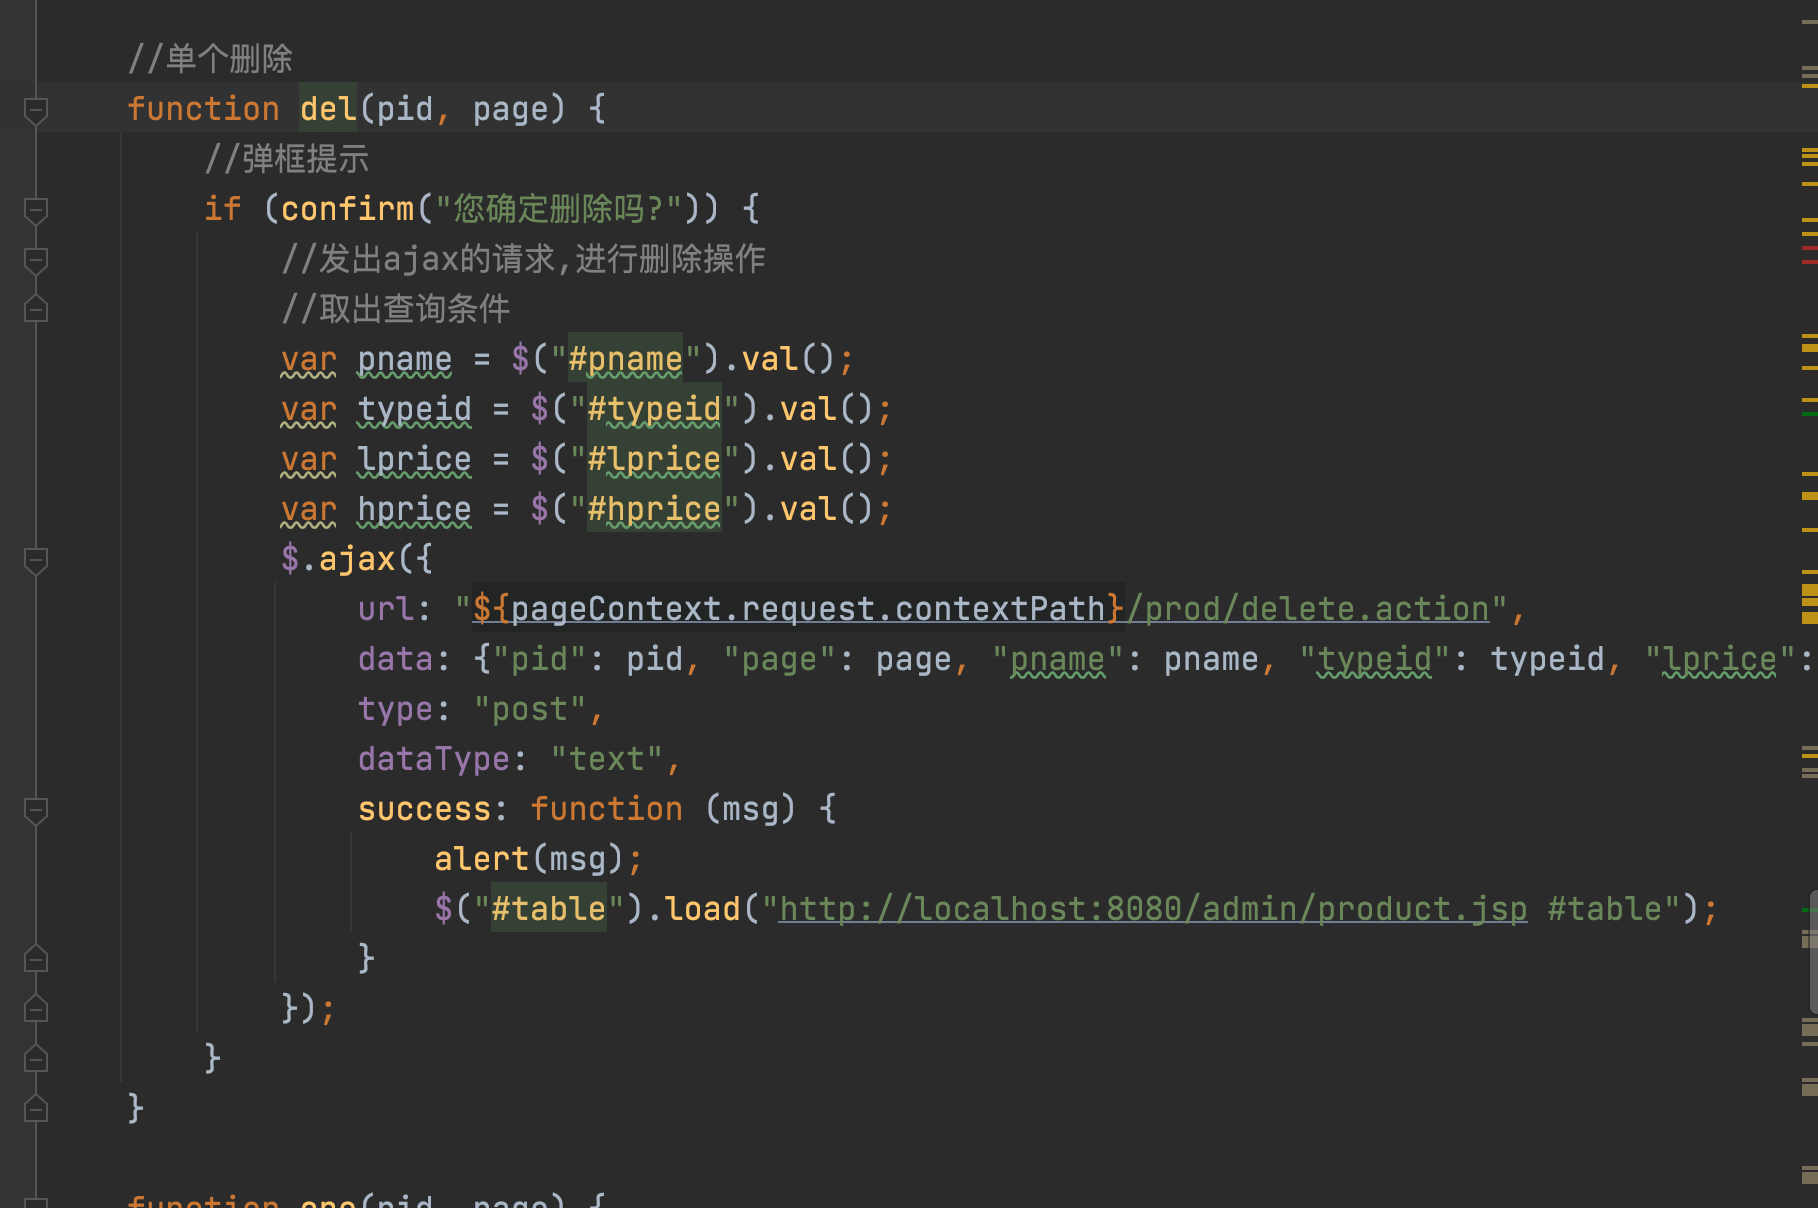 //单个删除
function del(pid, page) {
//弹框提示
if (confirm("您确定删除吗?")) {
//发出ajax的请求,进行删除操作
//取出查询条件
var pname = $("#pname").val();
var typeid = $("#typeid").val();
var lprice = $("#lprice").val();
var hprice = $("#hprice").val();
$.ajax({
url: "${pageContext.request.contextPath}/prod/delete.action",
data: {"pid": pid, "page": page, "pname": pname, "typeid": typeid, "lprice":
type: "post",
dataType: "text",
success: function (msg) {
alert(msg);
$("#table").load("http://localhost:8080/admin/product.jsp #table");
}
});
}
}
function one(pid, page) {